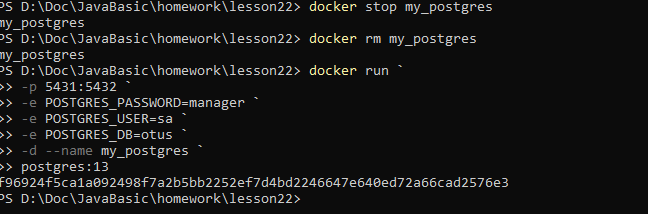 PS D:\Doc\JavaBasic\homework\lesson22> docker stop my_postgres
my_postgres
PS D:\Doc\JavaBasic\homework\lesson22> docker rm my_postgres
my_postgres
PS D:\Doc\JavaBasic\homework\lesson22> docker run `
>> -p 5431:5432 `
>> -e POSTGRES_PASSWORD=manager `
>> -e POSTGRES_USER=sa `
>> -e POSTGRES_DB=otus `
>> -d --name my_postgres `
>> postgres:13
f96924f5ca1a092498f7a2b5bb2252ef7d4bd2246647e640ed72a66cad2576e3
PS D:\Doc\JavaBasic\homework\lesson22>